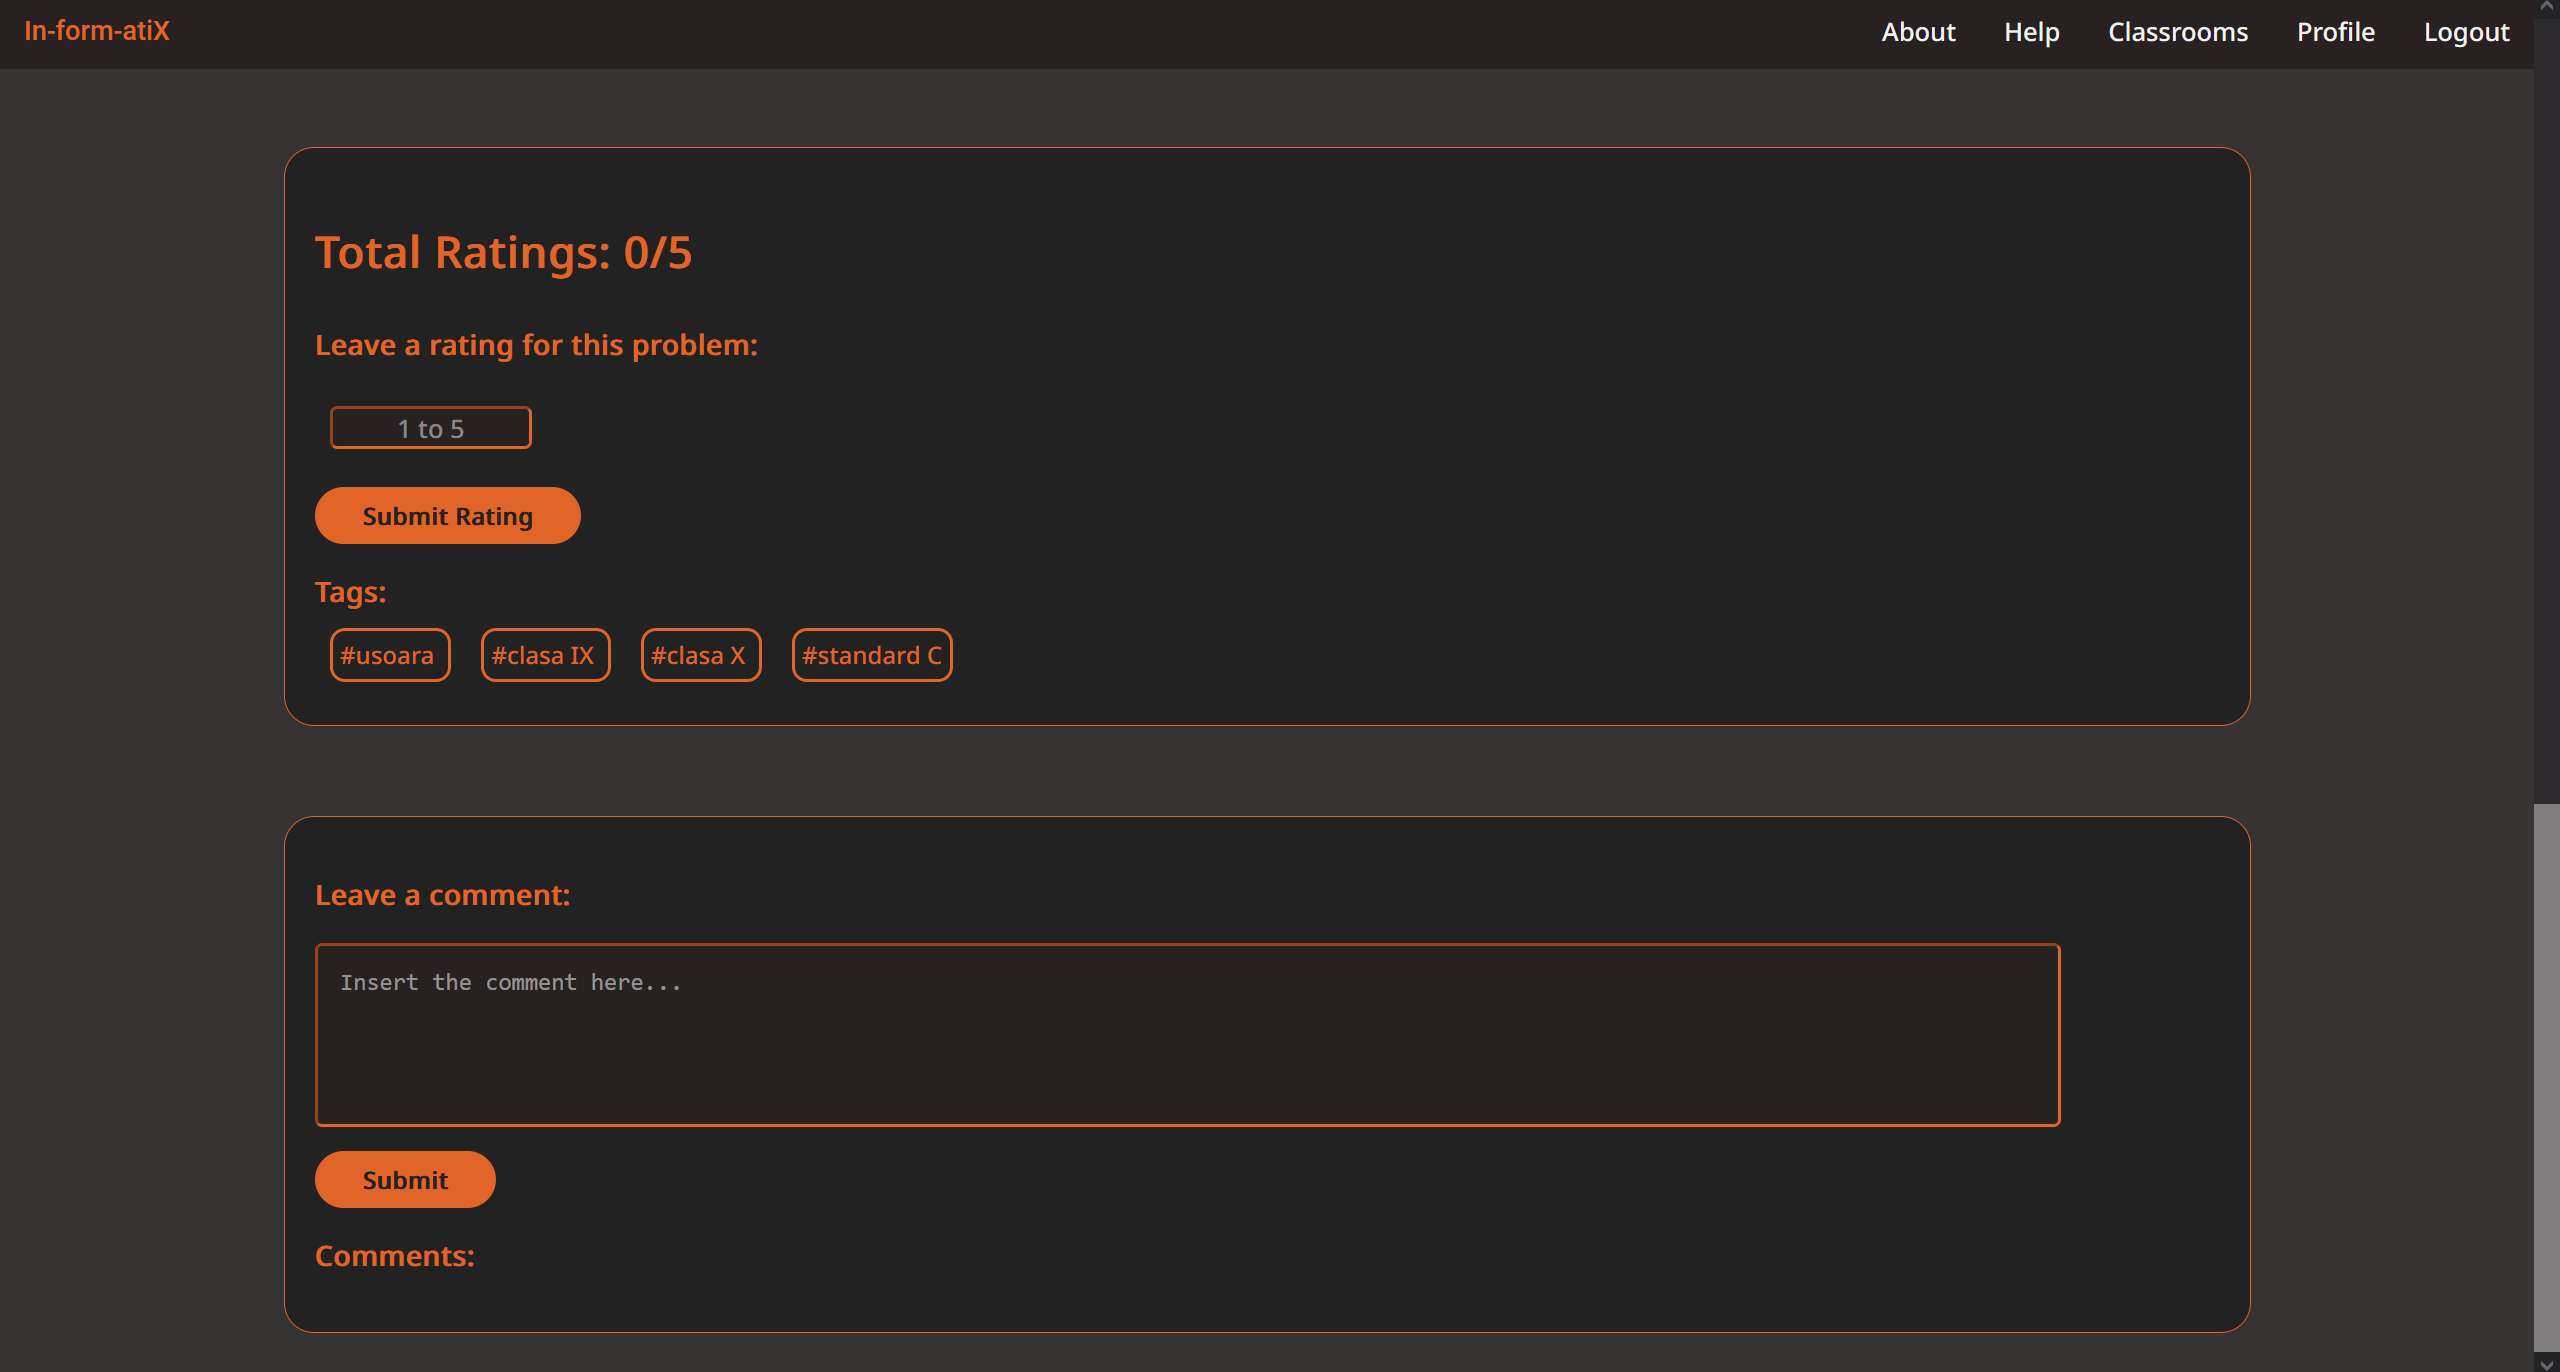 In-form-atiX About Help Classrooms Profile Logout
Total Ratings: 0/5
Leave a rating for this problem:
1 to 5
Submit Rating
Tags:
#usoara #clasa IX #clasa X #standard C
Leave a comment:
Insert the comment here...
Submit
Comments: